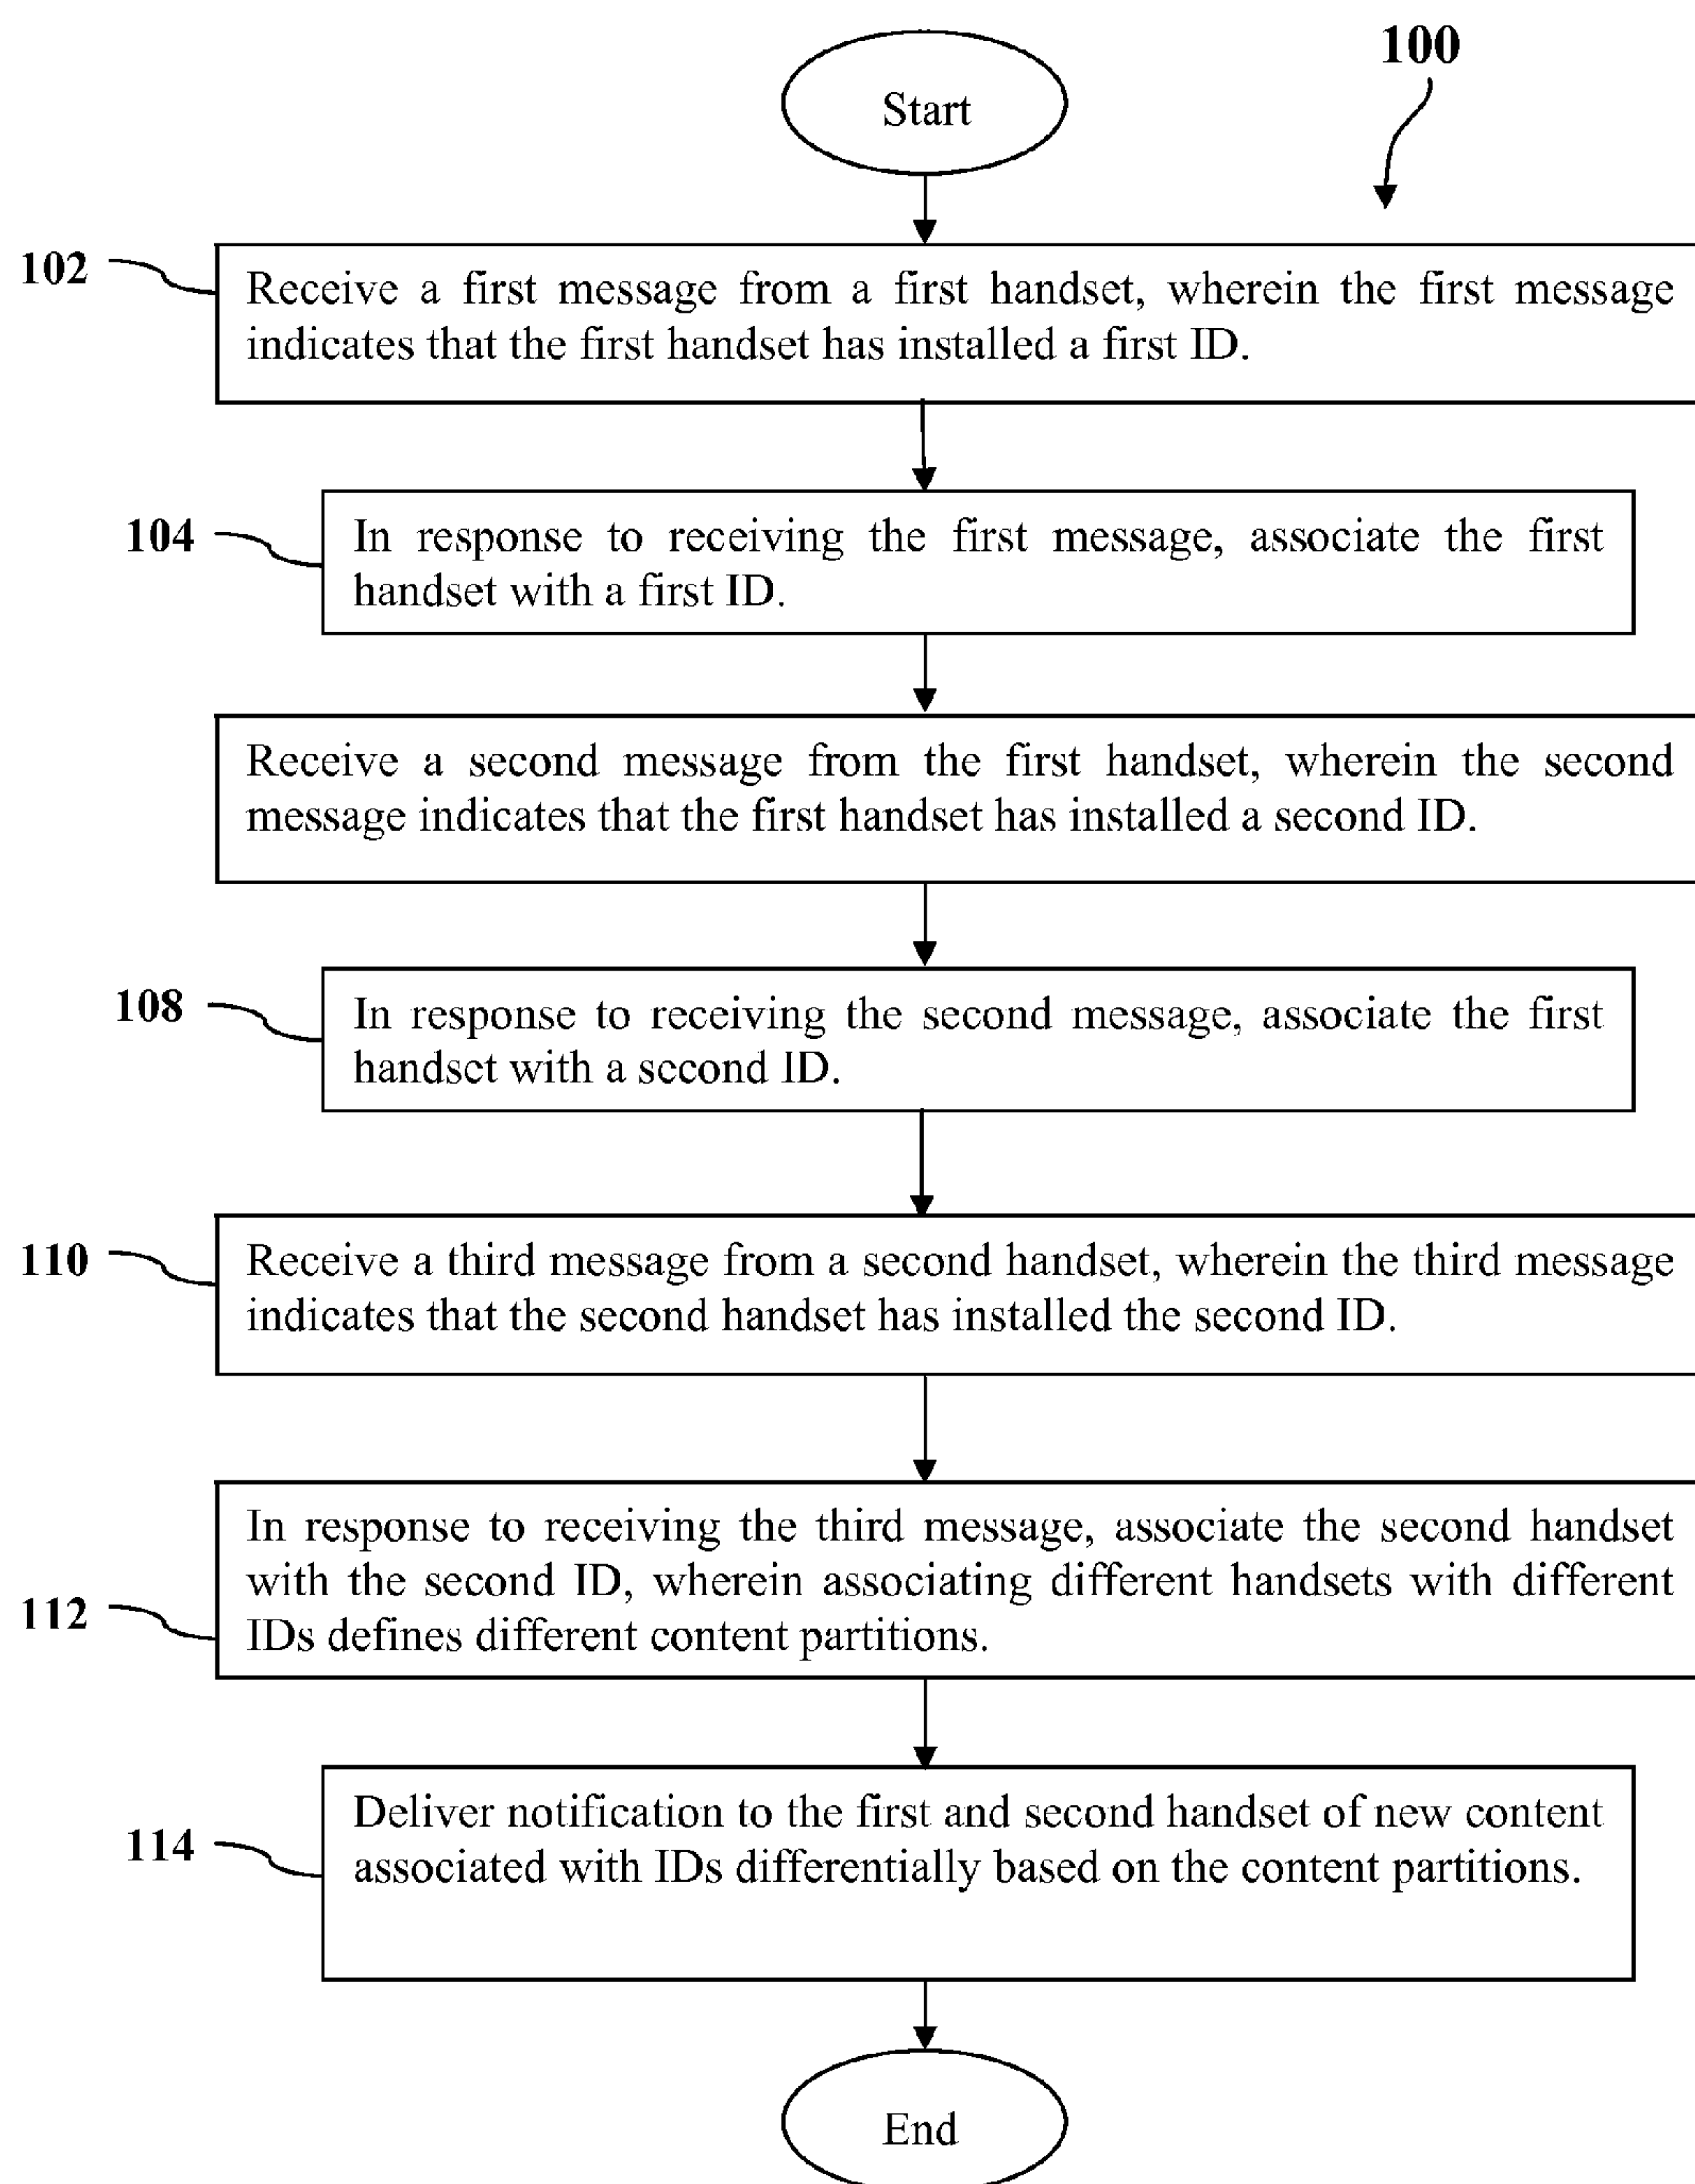 100
Start
102
Receive a first message from a first handset, wherein the first message
indicates that the first handset has installed a first ID.
104
In response to receiving the first message, associate the first
handset with a first ID.
Receive a second message from the first handset, wherein the second
message indicates that the first handset has installed a second ID.
108
In response to receiving the second message, associate the first
handset with a second ID.
110
Receive a third message from a second handset, wherein the third message
indicates that the second handset has installed the second ID.
112
In response to receiving the third message, associate the second handset
with the second ID, wherein associating different handsets with different
IDs defines different content partitions.
114
Deliver notification to the first and second handset of new content
associated with IDs differentially based on the content partitions.
End